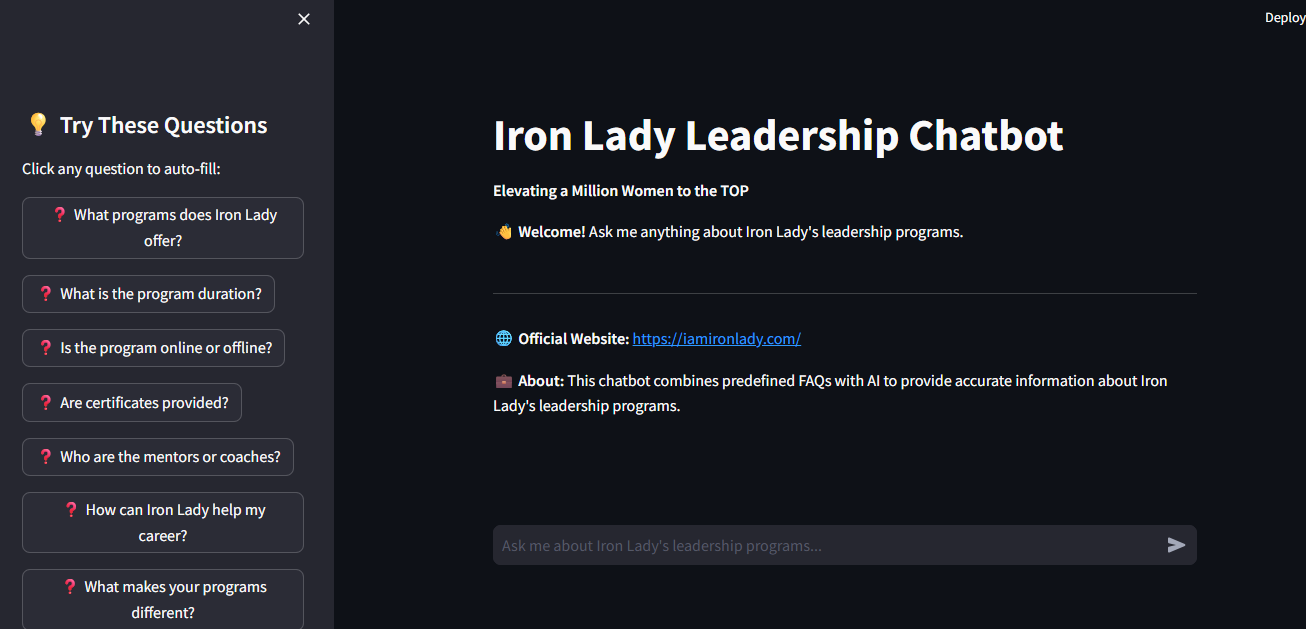 Deploy
💡 Try These Questions
Click any question to auto-fill:
❓ What programs does Iron Lady
offer?
❓ What is the program duration?
❓ Is the program online or offline?
❓ Are certificates provided?
❓ Who are the mentors or coaches?
❓ How can Iron Lady help my
career?
❓ What makes your programs
different?
Iron Lady Leadership Chatbot
Elevating a Million Women to the TOP
👋 Welcome! Ask me anything about Iron Lady's leadership programs.
🌐 Official Website: https://iamironlady.com/
💼 About: This chatbot combines predefined FAQs with AI to provide accurate information about Iron
Lady's leadership programs.
Ask me about Iron Lady's leadership programs...